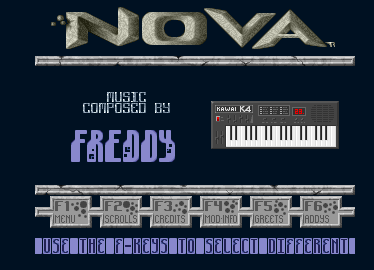 NOVA
MUSIC
COMPOSED BY
KAWAI K4
FREDDY
F1 F2 F3 F4 F5 F6
MENU SCROLLS CREDITS MOD-INFO GREETS ADDYS
USE THE F-KEYS TO SELECT DIFFERENT